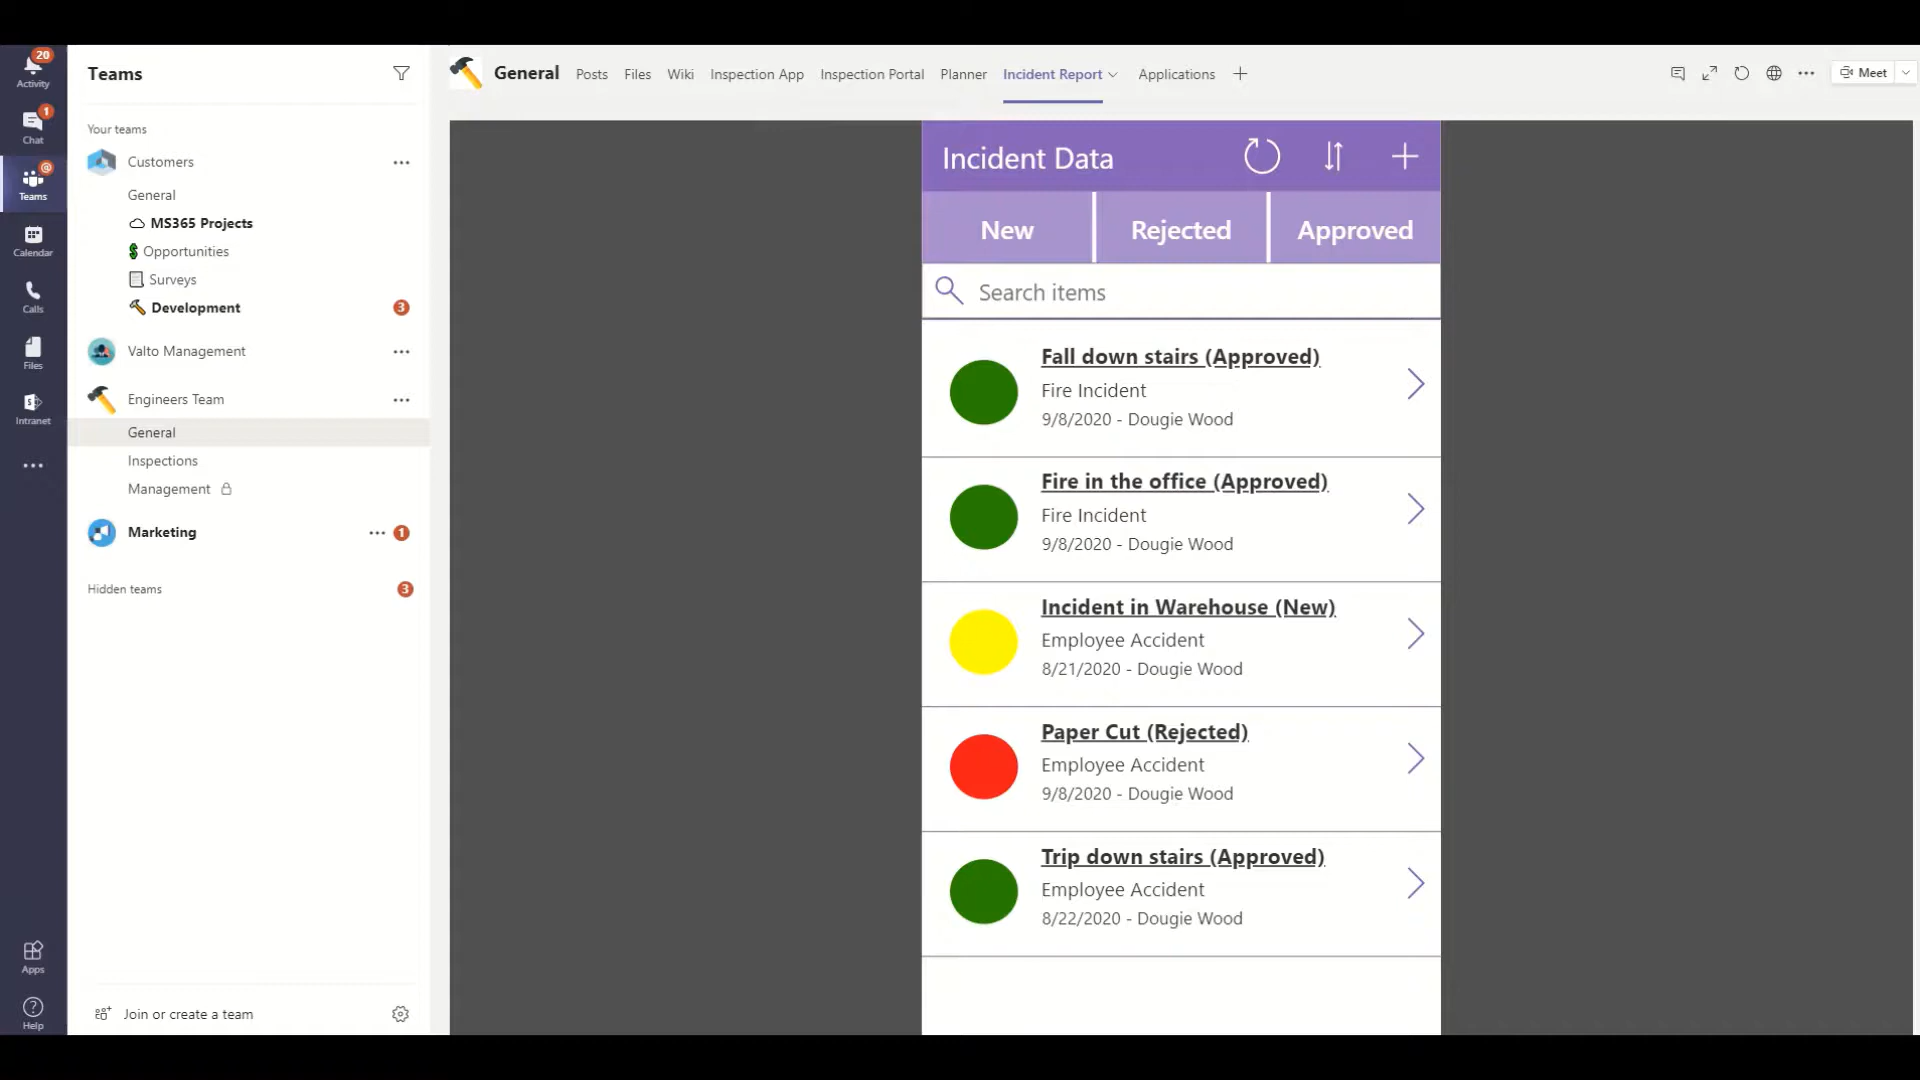 20
Activity
1
Chat
@
Teams
Calendar
Calls
Files
Intranet
Apps
Help
Teams
Your teams
Customers
General
MS365 Projects
Opportunities
Surveys
Development
3
Valto Management
Engineers Team
General
Inspections
Management
Marketing
1
Hidden teams
3
Join or create a team
General Posts Files Wiki Inspection App Inspection Portal Planner Incident Report Applications
Meet
Incident Data
New Rejected Approved
Search items
Fall down stairs (Approved)
Fire Incident
9/8/2020 - Dougie Wood
Fire in the office (Approved)
Fire Incident
9/8/2020 - Dougie Wood
Incident in Warehouse (New)
Employee Accident
8/21/2020 - Dougie Wood
Paper Cut (Rejected)
Employee Accident
9/8/2020 - Dougie Wood
Trip down stairs (Approved)
Employee Accident
8/22/2020 - Dougie Wood